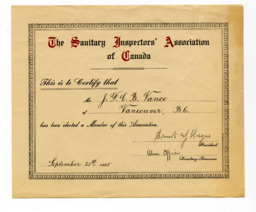 The Sanitary Inspectors' Association
of Canada
This is to Certify that
Mr J. F. C. B. Vance
of Vancouver, B.C.
has been elected a Member of this Association.
President
September 21st
Secretary-Treasurer